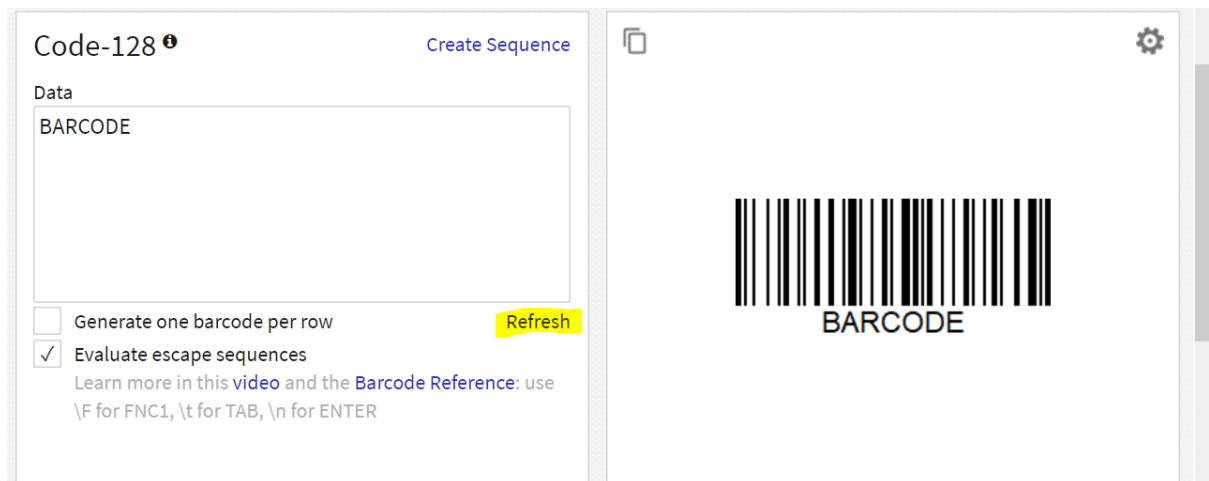 Code-128
Create Sequence
Data
BARCODE
Generate one barcode per row
Refresh
Evaluate escape sequences
Learn more in this video and the Barcode Reference: use
\F for FNC1, \t for TAB, \n for ENTER
BARCODE